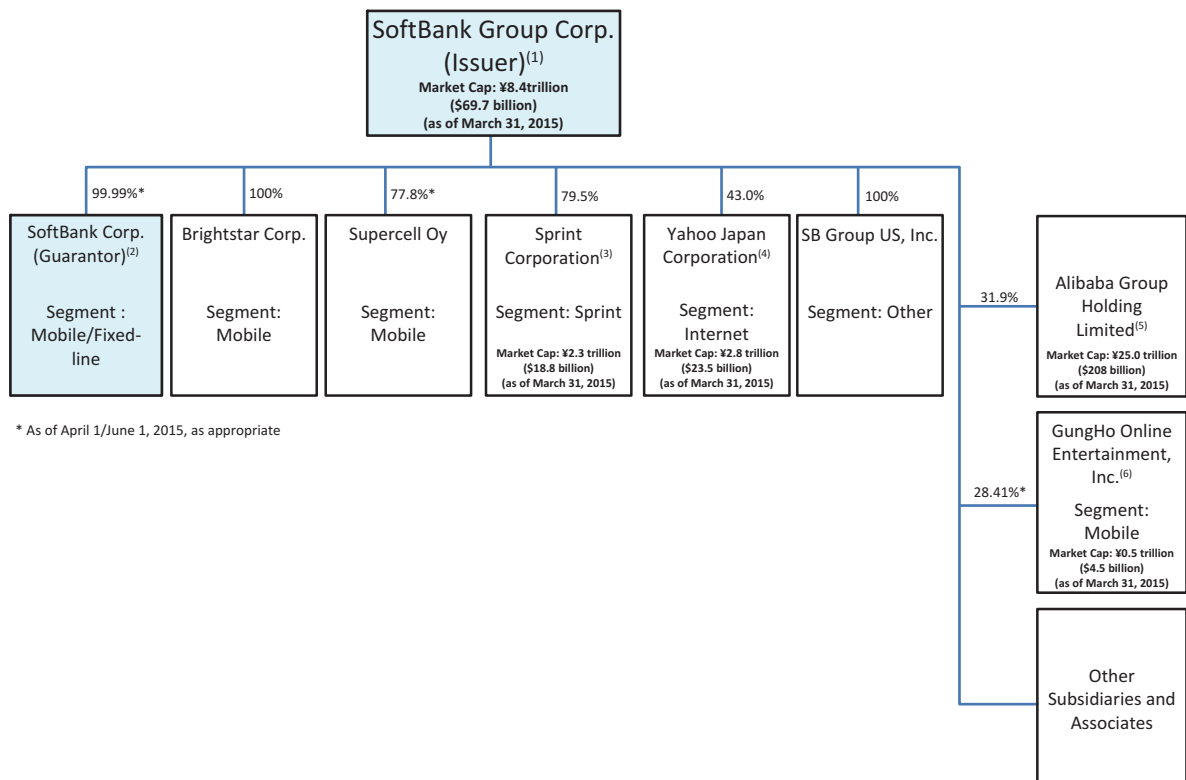 SoftBank Group Corp.
(Issuer)(1)
Market Cap: ¥8.4trillion
($69.7 billion)
(as of March 31, 2015)
99.99%*
100%
77.8%*
79.5%
43.0%
100%
SoftBank Corp.
(Guarantor)(2)
Segment :
Mobile/Fixed-
line
Brightstar Corp.
Segment:
Mobile
Supercell Oy
Segment:
Mobile
Sprint
Corporation(3)
Segment: Sprint
Market Cap: ¥2.3 trillion
($18.8 billion)
(as of March 31, 2015)
Yahoo Japan
Corporation(4)
Segment:
Internet
Market Cap: ¥2.8 trillion
($23.5 billion)
(as of March 31, 2015)
SB Group US, Inc.
Segment: Other
31.9%
Alibaba Group
Holding
Limited(5)
Market Cap: ¥25.0 trillion
($208 billion)
(as of March 31, 2015)
* As of April 1/June 1, 2015, as appropriate
28.41%*
GungHo Online
Entertainment,
Inc.(6)
Segment:
Mobile
Market Cap: ¥0.5 trillion
($4.5 billion)
(as of March 31, 2015)
Other
Subsidiaries and
Associates